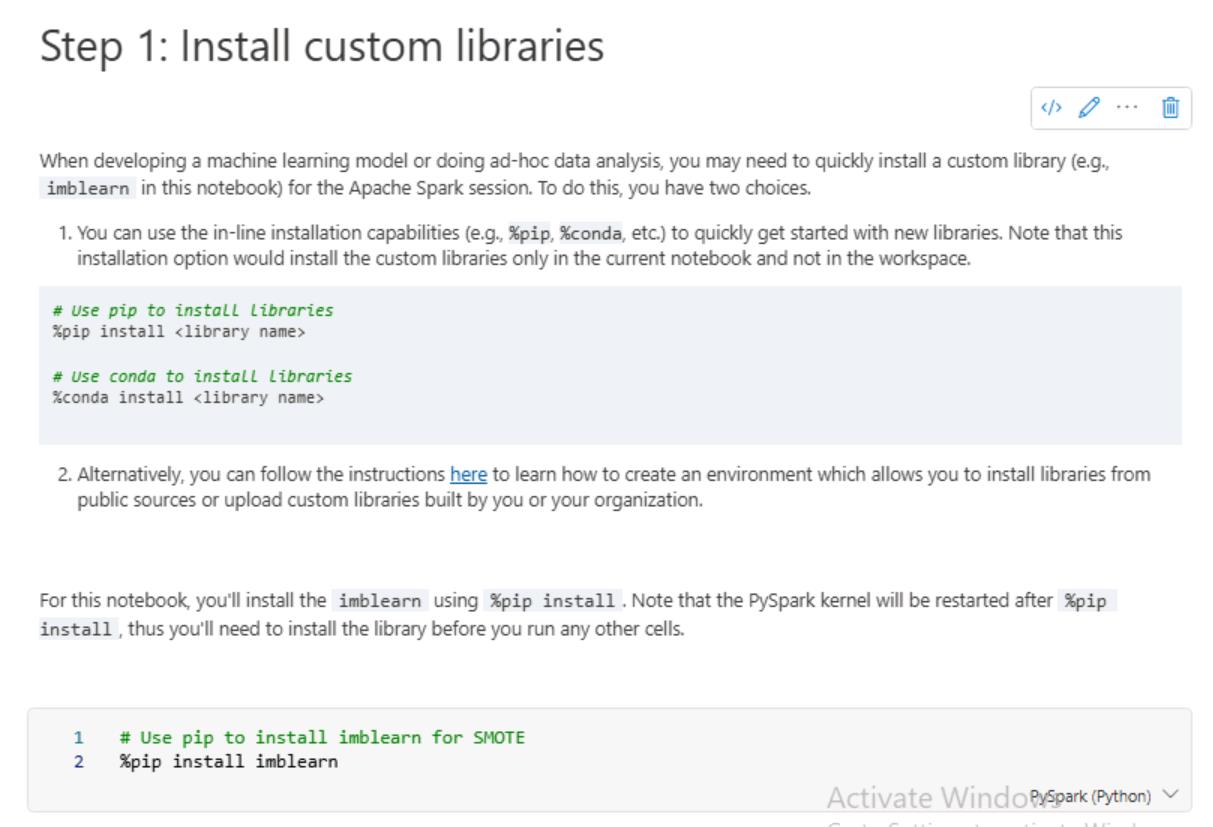 Step 1: Install custom libraries
</>
When developing a machine learning model or doing ad-hoc data analysis, you may need to quickly install a custom library (e.g.,
imblearn in this notebook) for the Apache Spark session. To do this, you have two choices.
1. You can use the in-line installation capabilities (e.g., %pip, %conda, etc.) to quickly get started with new libraries. Note that this
installation option would install the custom libraries only in the current notebook and not in the workspace.
# Use pip to install libraries
%pip install <library name>
# Use conda to install libraries
%conda install <library name>
2. Alternatively, you can follow the instructions here to learn how to create an environment which allows you to install libraries from
public sources or upload custom libraries built by you or your organization.
For this notebook, you'll install the imblearn using %pip install. Note that the PySpark kernel will be restarted after %pip
install, thus you'll need to install the library before you run any other cells.
1 # Use pip to install imblearn for SMOTE
2 %pip install imblearn
Activate Windows
PySpark (Python)